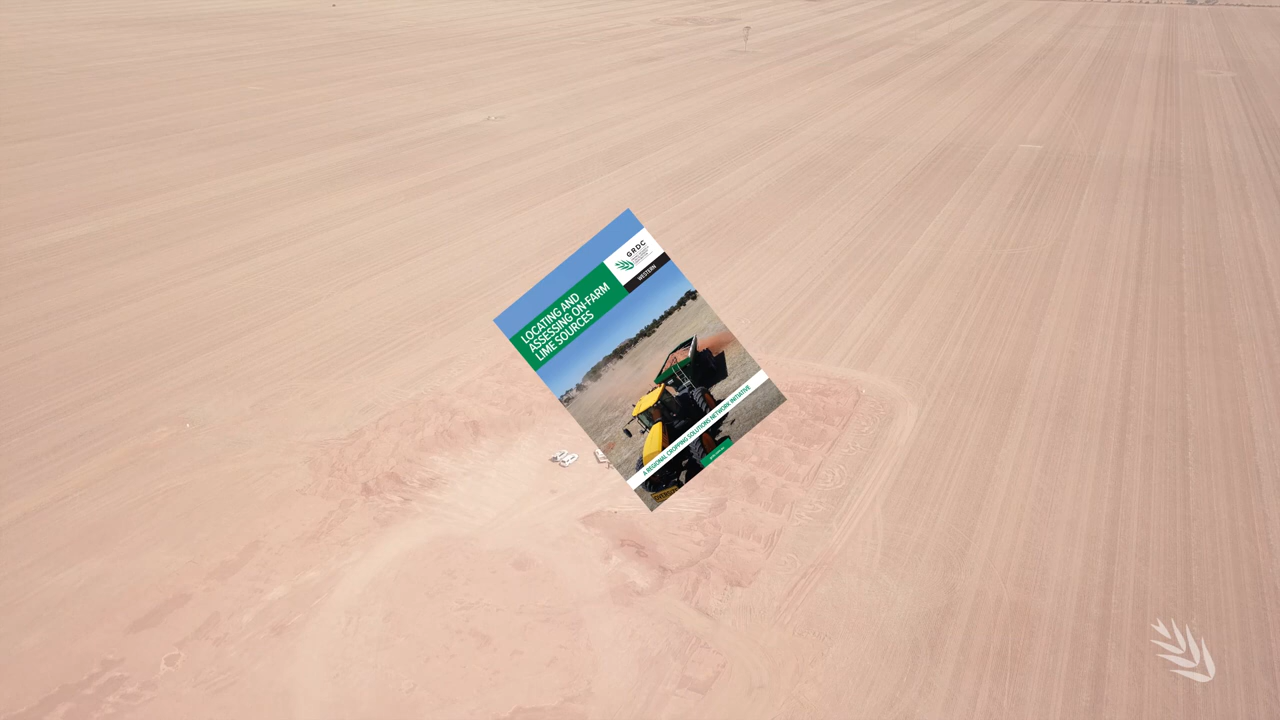 GRDC
WESTERN
LOCATING AND
ASSESSING ON-FARM
LIME SOURCES
A REGIONAL CROPPING SOLUTIONS NETWORK INITIATIVE